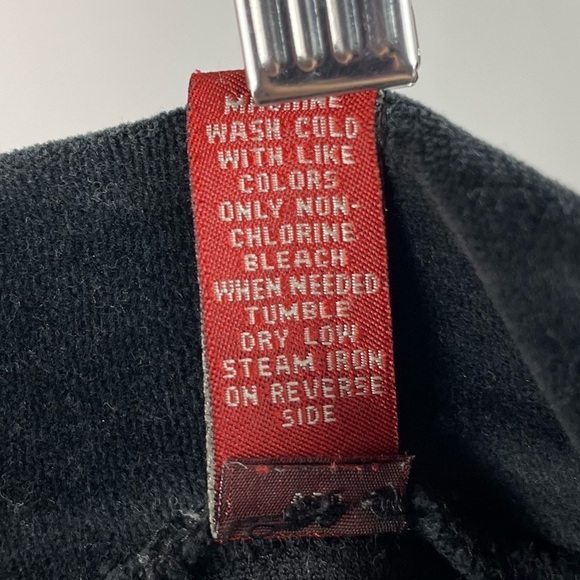 MACHINE
WASH COLD
WITH LIKE
COLORS
ONLY NON-
CHLORINE
BLEACH
WHEN NEEDED
TUMBLE
DRY LOW
STEAM IRON
ON REVERSE
SIDE